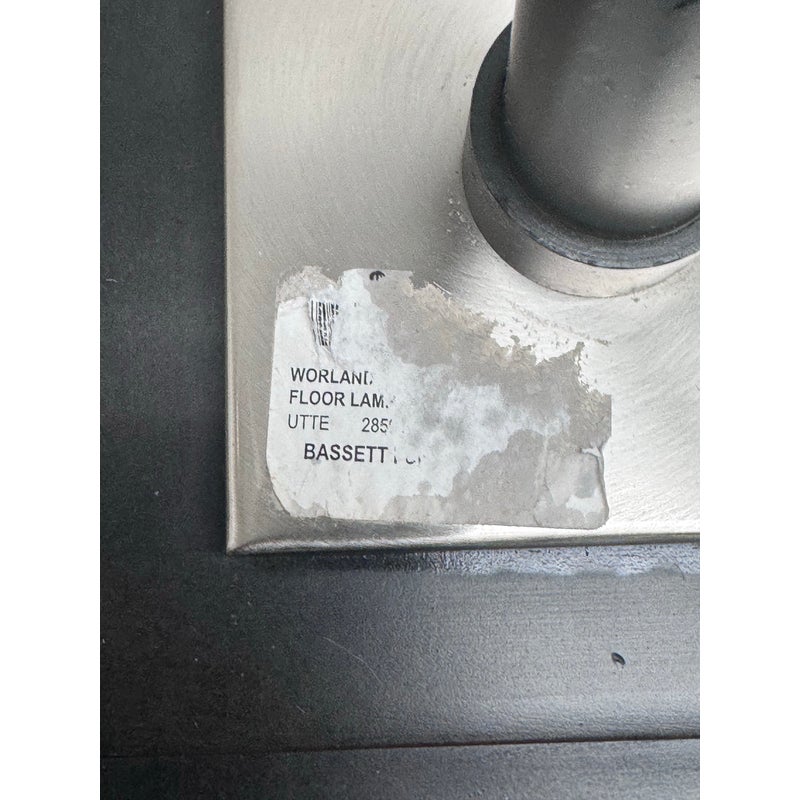 WORLAND
FLOOR LAM
UTTE 285
BASSETT